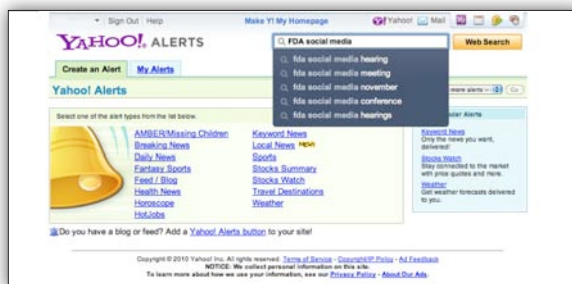 Sign Out | Help
Make Y! My Homepage
Yahoo! Mail
YAHOO! ALERTS
FDA social media
Web Search
fda social media hearing
fda social media meeting
fda social media november
fda social media conference
fda social media hearings
Create an Alert
My Alerts
Yahoo! Alerts
more alerts
Go
Select one of the alert types from the list below.
AMBER/Missing Children
Breaking News
Daily News
Fantasy Sports
Feed / Blog
Health News
Horoscope
HotJobs
Keyword News
Local News NEW!
Sports
Stocks Summary
Stocks Watch
Travel Destinations
Weather
Alerts
Keyword News
Only the news you want,
delivered!
Stocks Watch
Stay connected to the market
with price quotes and more.
Weather
Get weather forecasts delivered
to you.
Do you have a blog or feed? Add a Yahoo! Alerts button to your site!
Copyright © 2010 Yahoo! Inc. All rights reserved. Terms of Service - Copyright/IP Policy - Ad Feedback
NOTICE: We collect personal information on this site.
To learn more about how we use your information, see our Privacy Policy - About Our Ads.